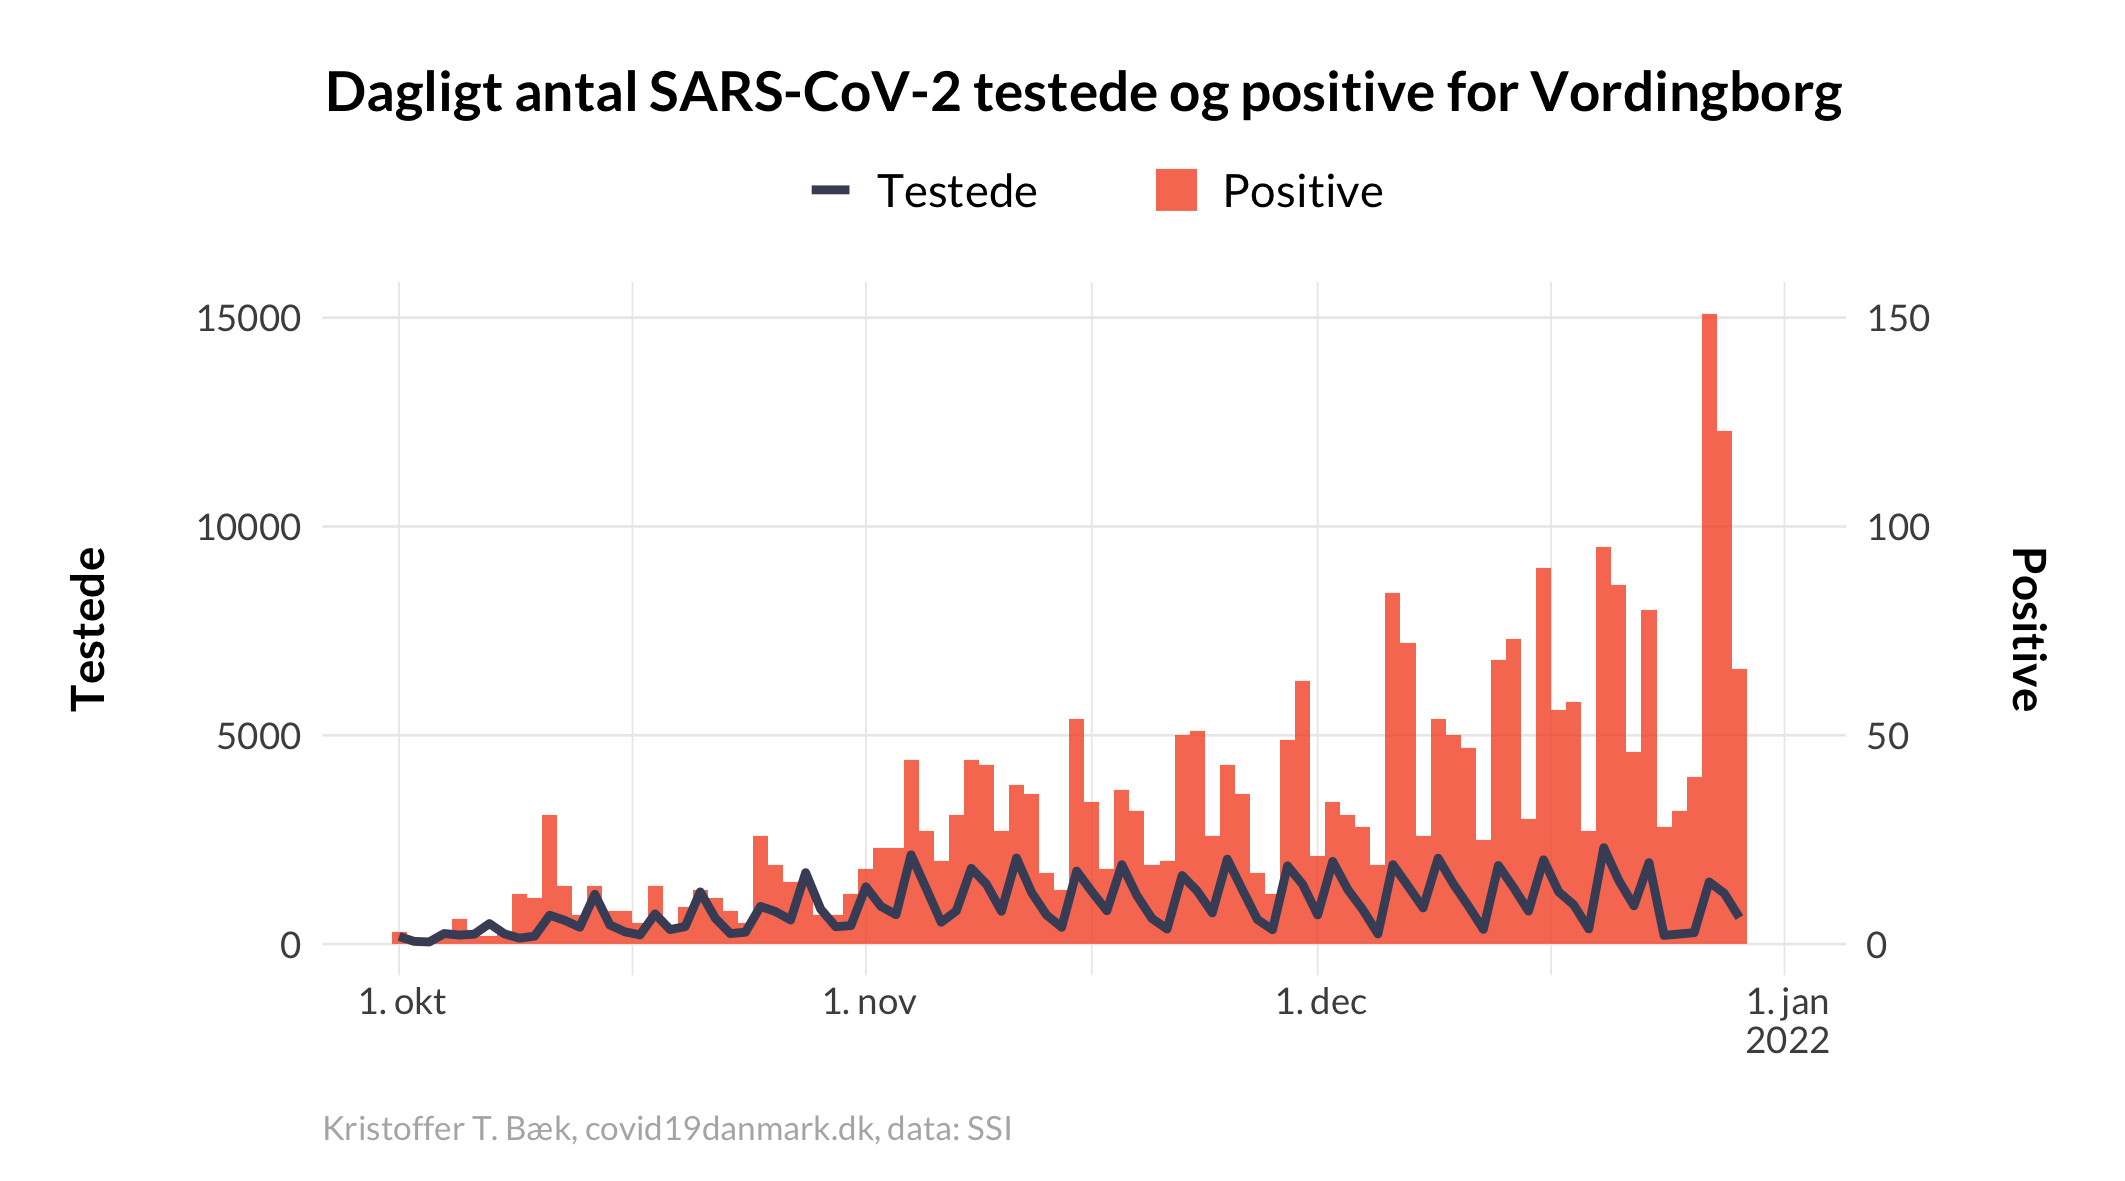 Dagligt antal SARS-CoV-2 testede og positive for Vordingborg
Testede Positive
Testede
15000
10000
5000
0
150
100
50
0
Positive
1. okt 1. nov 1. dec 1. jan
2022
Kristoffer T. Bæk, covid19danmark.dk, data: SSI